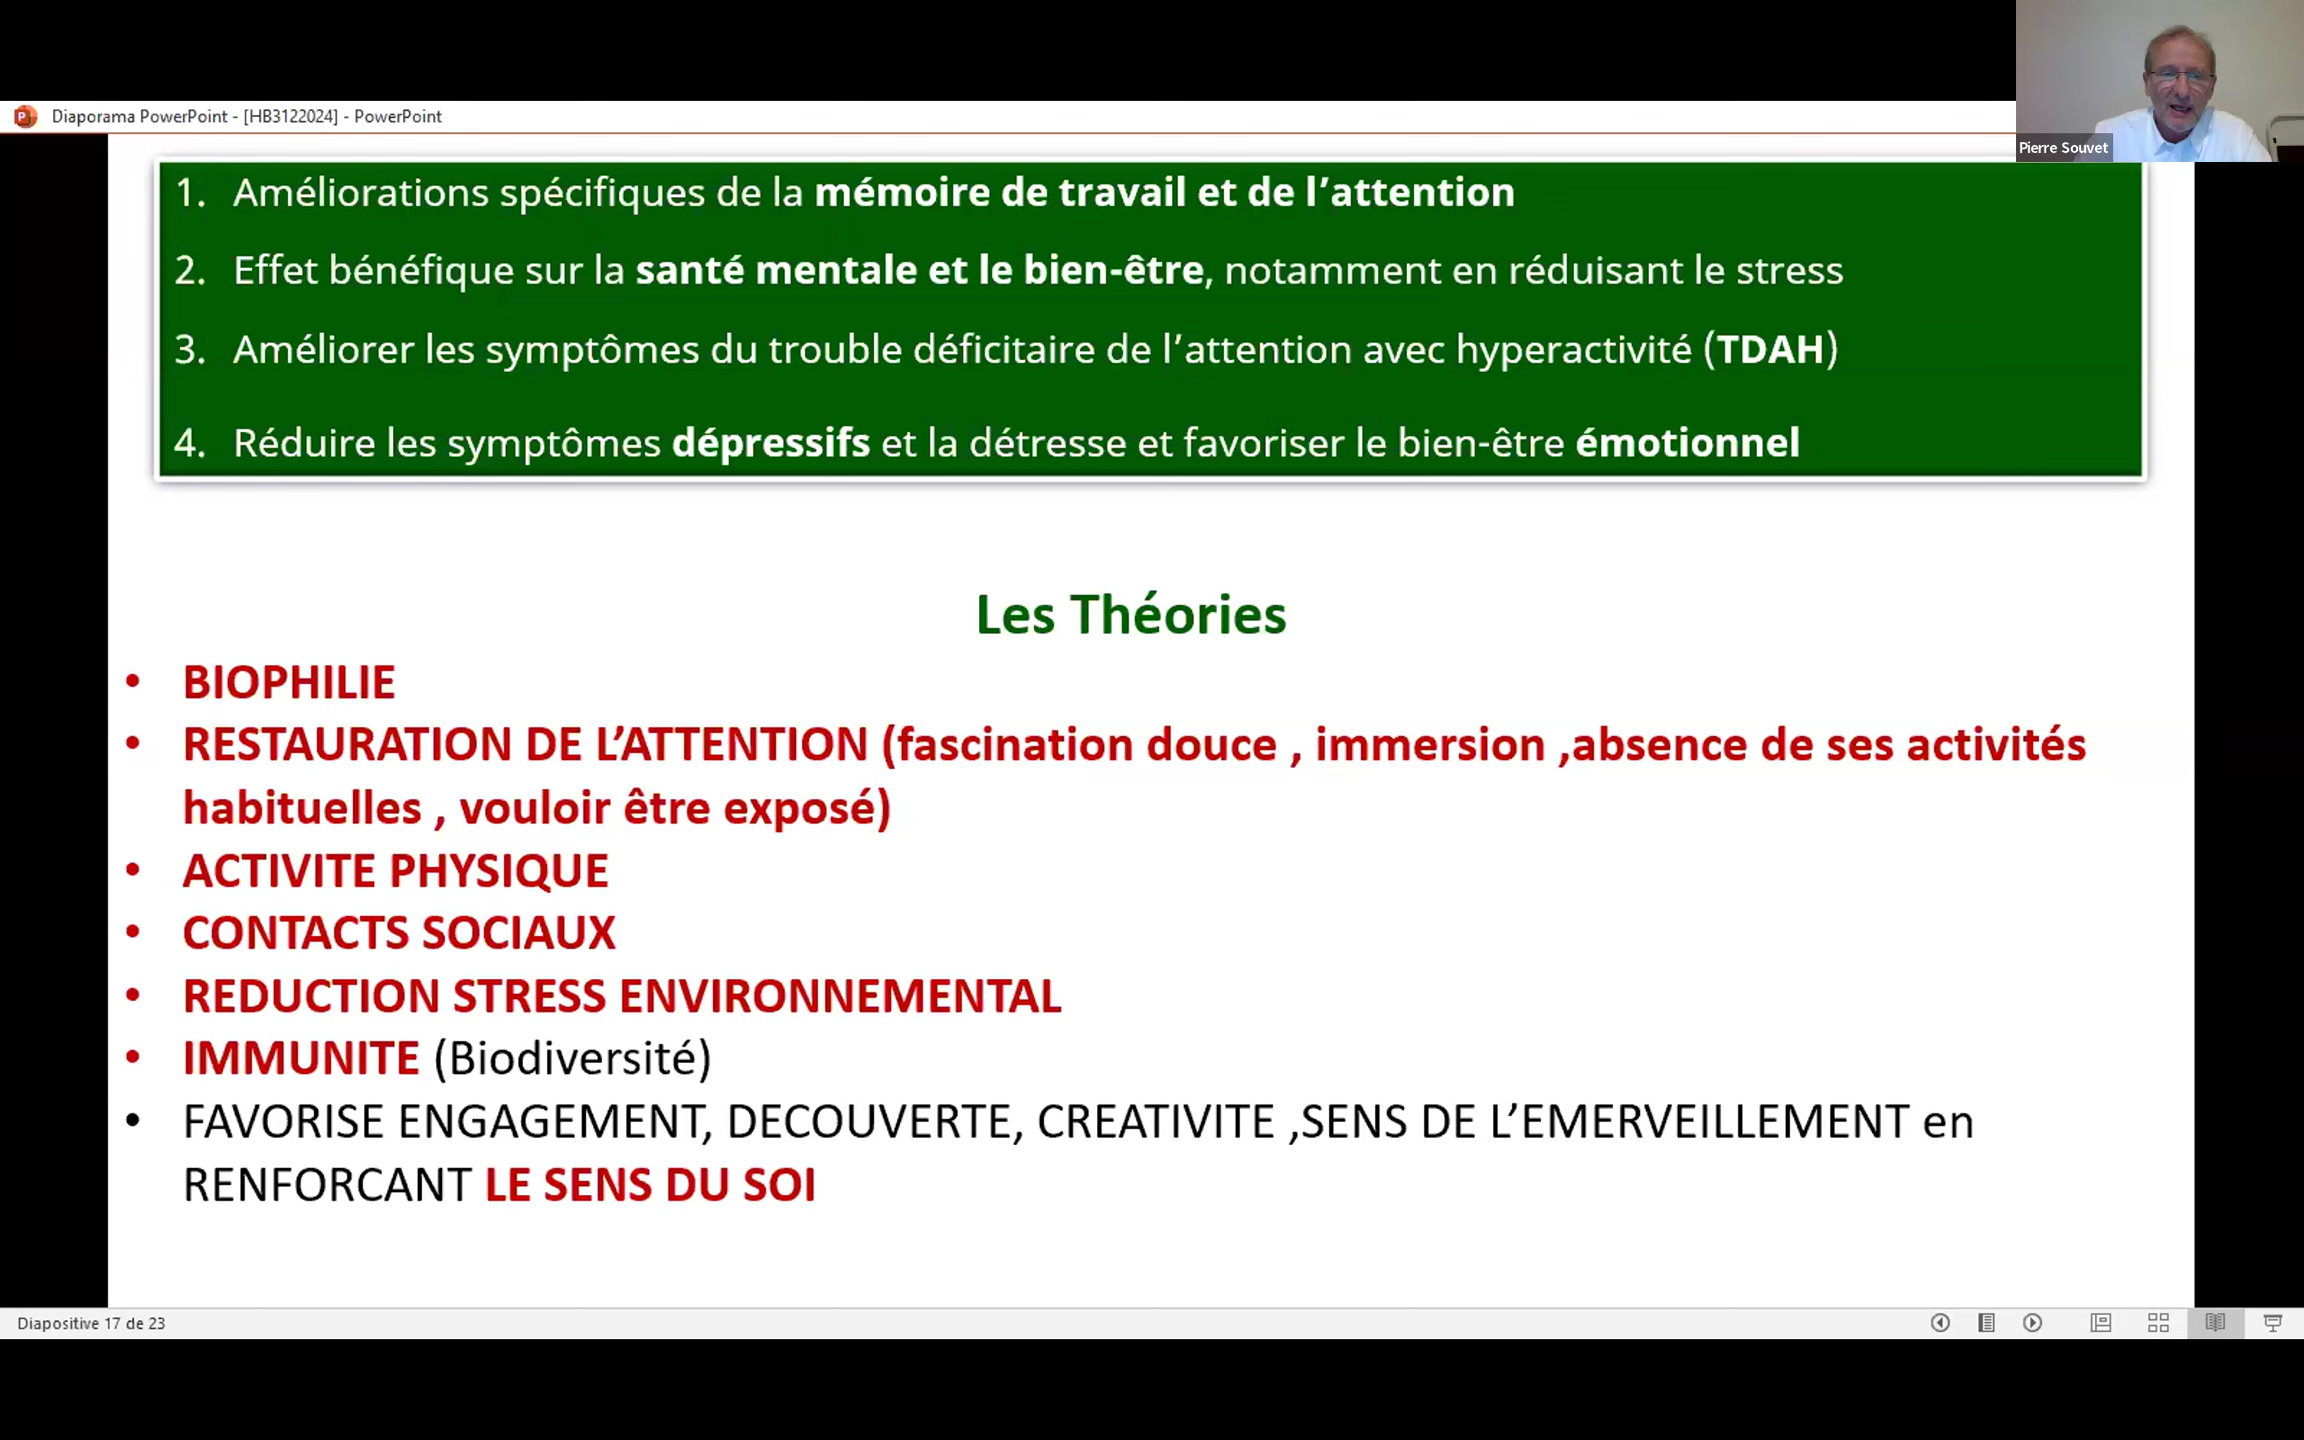 Pierre Souvet
Diaporama PowerPoint - [HB3122024] - PowerPoint
1. Améliorations spécifiques de la mémoire de travail et de l’attention
2. Effet bénéfique sur la santé mentale et le bien-être, notamment en réduisant le stress
3. Améliorer les symptômes du trouble déficitaire de l’attention avec hyperactivité (TDAH)
4. Réduire les symptômes dépressifs et la détresse et favoriser le bien-être émotionnel
Les Théories
• BIOPHILIE
• RESTAURATION DE L’ATTENTION (fascination douce , immersion ,absence de ses activités
habituelles , vouloir être exposé)
• ACTIVITE PHYSIQUE
• CONTACTS SOCIAUX
• REDUCTION STRESS ENVIRONNEMENTAL
• IMMUNITE (Biodiversité)
• FAVORISE ENGAGEMENT, DECOUVERTE, CREATIVITE ,SENS DE L’EMERVEILLEMENT en
RENFORCANT LE SENS DU SOI
Diapositive 17 de 23